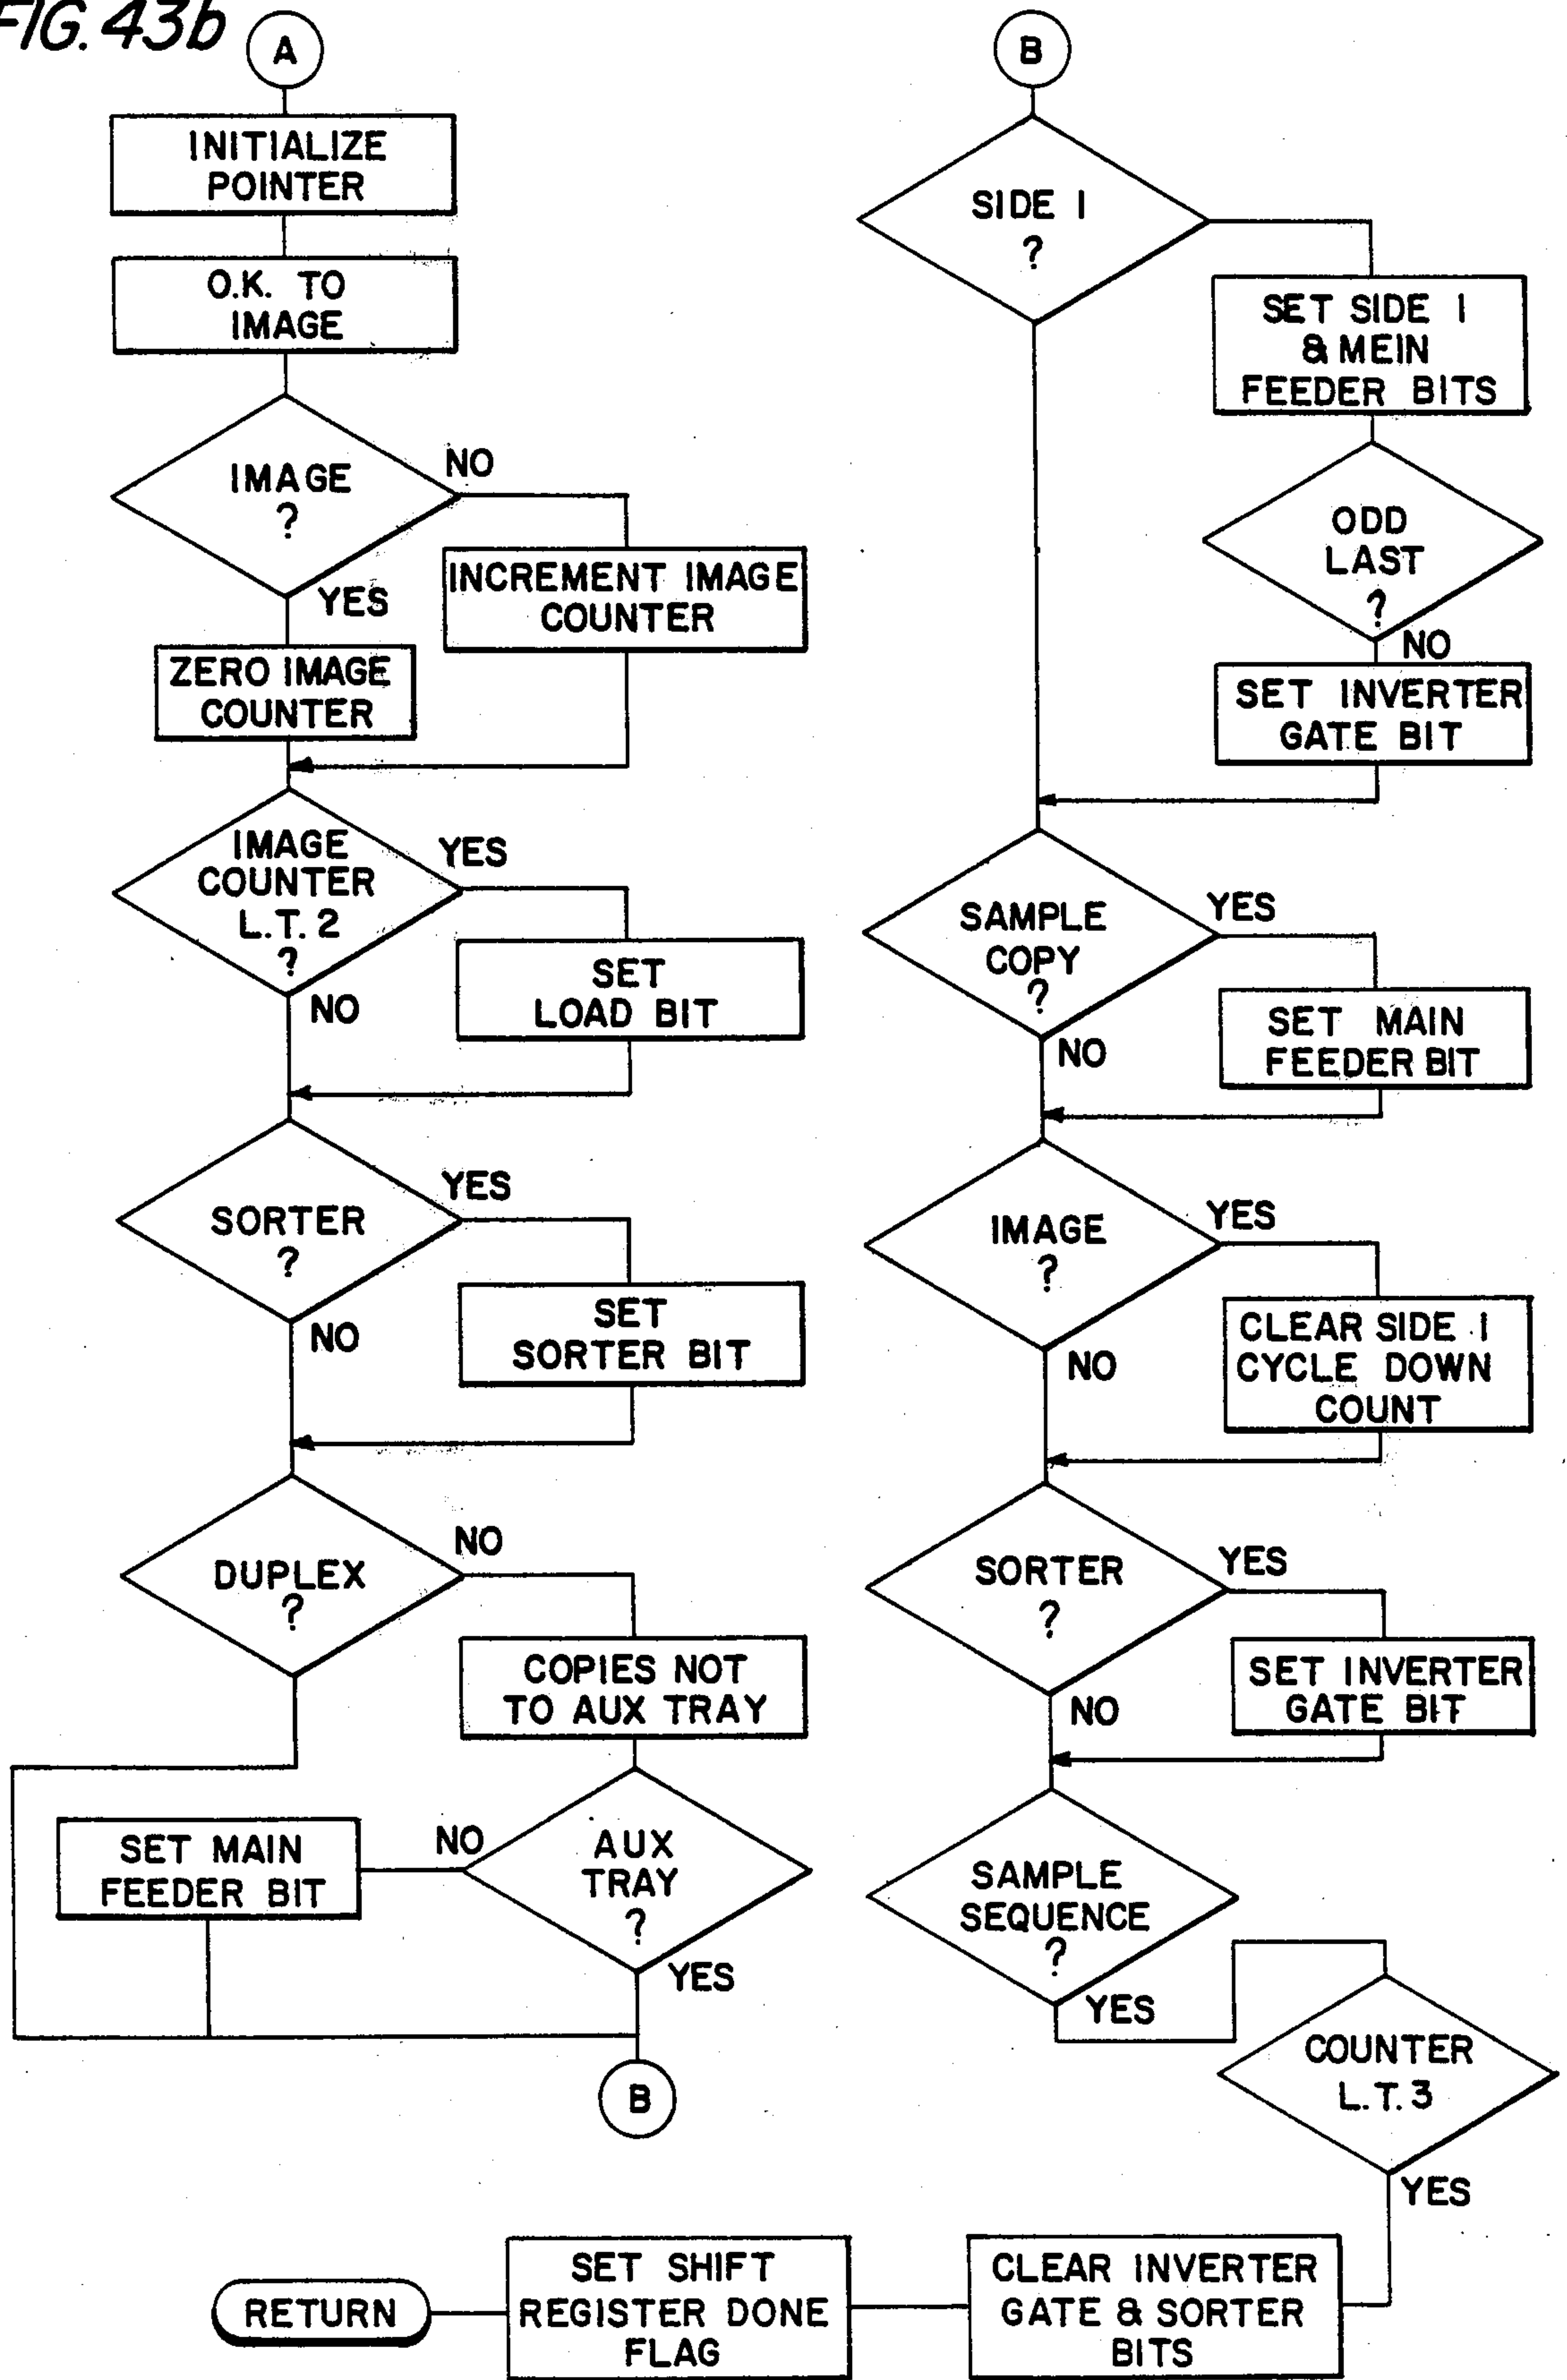 FIG. 43b
A
INITIALIZE
POINTER
O.K. TO
IMAGE
IMAGE
?
NO
YES
INCREMENT IMAGE
COUNTER
ZERO IMAGE
COUNTER
IMAGE
COUNTER
L.T. 2
?
YES
NO
SET
LOAD BIT
SORTER
?
YES
NO
SET
SORTER BIT
DUPLEX
?
NO
COPIES NOT
TO AUX TRAY
AUX
TRAY
?
NO
YES
SET MAIN
FEEDER BIT
B
B
SIDE 1
?
SET SIDE 1
& MEIN
FEEDER BITS
ODD
LAST
?
NO
SET INVERTER
GATE BIT
SAMPLE
COPY
?
YES
NO
SET MAIN
FEEDER BIT
IMAGE
?
YES
NO
CLEAR SIDE 1
CYCLE DOWN
COUNT
SORTER
?
YES
NO
SET INVERTER
GATE BIT
SAMPLE
SEQUENCE
?
YES
COUNTER
L.T. 3
YES
CLEAR INVERTER
GATE & SORTER
BITS
SET SHIFT
REGISTER DONE
FLAG
RETURN